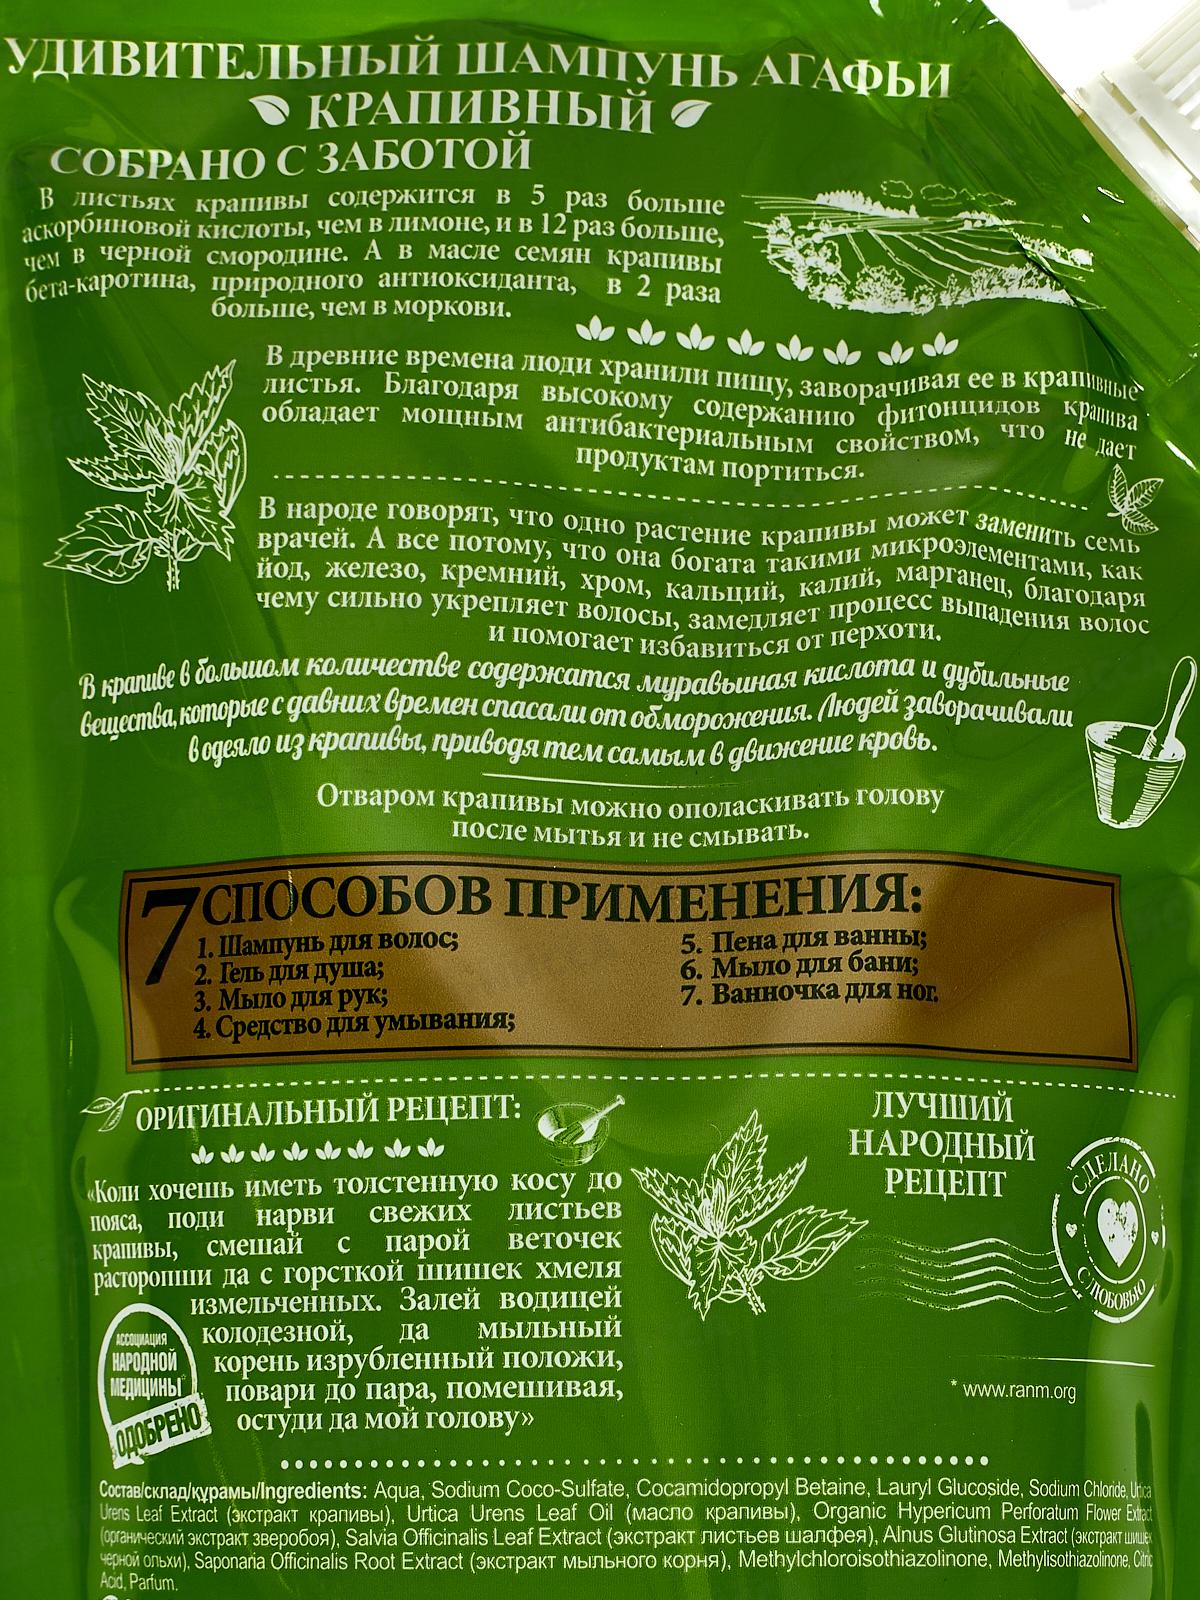 УДИВИТЕЛЬНЫЙ ШАМПУНЬ АГАФЬИ
КРАПИВНЫЙ
СОБРАНО С ЗАБОТОЙ
В листьях крапивы содержится в 5 раз больше
аскорбиновой кислоты, чем в лимоне, и в 12 раз больше,
чем в черной смородине. А в масле семян крапивы
бета-каротина, природного антиоксиданта, в 2 раза
больше, чем в моркови.
В древние времена люди хранили пищу, заворачивая ее в крапивные
листья. Благодаря высокому содержанию фитонцидов крапива
обладает мощным антибактериальным свойством, что не дает
продуктам портиться.
В народе говорят, что одно растение крапивы может заменить семь
врачей. А все потому, что она богата такими микроэлементами, как
йод, железо, кремний, хром, кальций, калий, марганец, благодаря
чему сильно укрепляет волосы, замедляет процесс выпадения волос
и помогает избавиться от перхоти.
В крапиве в большом количестве содержатся муравьиная кислота и дубильные
вещества, которые с давних времен спасали от обморожения. Людей заворачивали
в одеяло из крапивы, приводя тем самым в движение кровь.
Отваром крапивы можно ополаскивать голову
после мытья и не смывать.
7 СПОСОБОВ ПРИМЕНЕНИЯ:
1. Шампунь для волос;
2. Гель для душа;
3. Мыло для рук;
4. Средство для умывания;
5. Пена для ванны;
6. Мыло для бани;
7. Ванночка для ног.
ОРИГИНАЛЬНЫЙ РЕЦЕПТ:
«Коли хочешь иметь толстенную косу до
пояса, поди нарви свежих листьев
крапивы, смешай с парой веточек
расторопши да с горсткой шишек хмеля
измельченных. Залей водицей
колодезной, да мыльный
корень изрубленный положи,
повари до пара, помешивая,
остуди да мой голову»
АССОЦИАЦИЯ
НАРОДНОЙ
МЕДИЦИНЫ*
ОДОБРЕНО
ЛУЧШИЙ
НАРОДНЫЙ
РЕЦЕПТ
СДЕЛАНО
С ЛЮБОВЬЮ
* www.ranm.org
Состав/склад/құрамы/Ingredients: Aqua, Sodium Coco-Sulfate, Cocamidopropyl Betaine, Lauryl Glucoside, Sodium Chloride, Urtica
Urens Leaf Extract (экстракт крапивы), Urtica Urens Leaf Oil (масло крапивы), Organic Hypericum Perforatum Flower Extract
(органический экстракт зверобоя), Salvia Officinalis Leaf Extract (экстракт листьев шалфея), Alnus Glutinosa Extract (экстракт шишек
черной ольхи), Saponaria Officinalis Root Extract (экстракт мыльного корня), Methylchloroisothiazolinone, Methylisothiazolinone, Citric
Acid, Parfum.